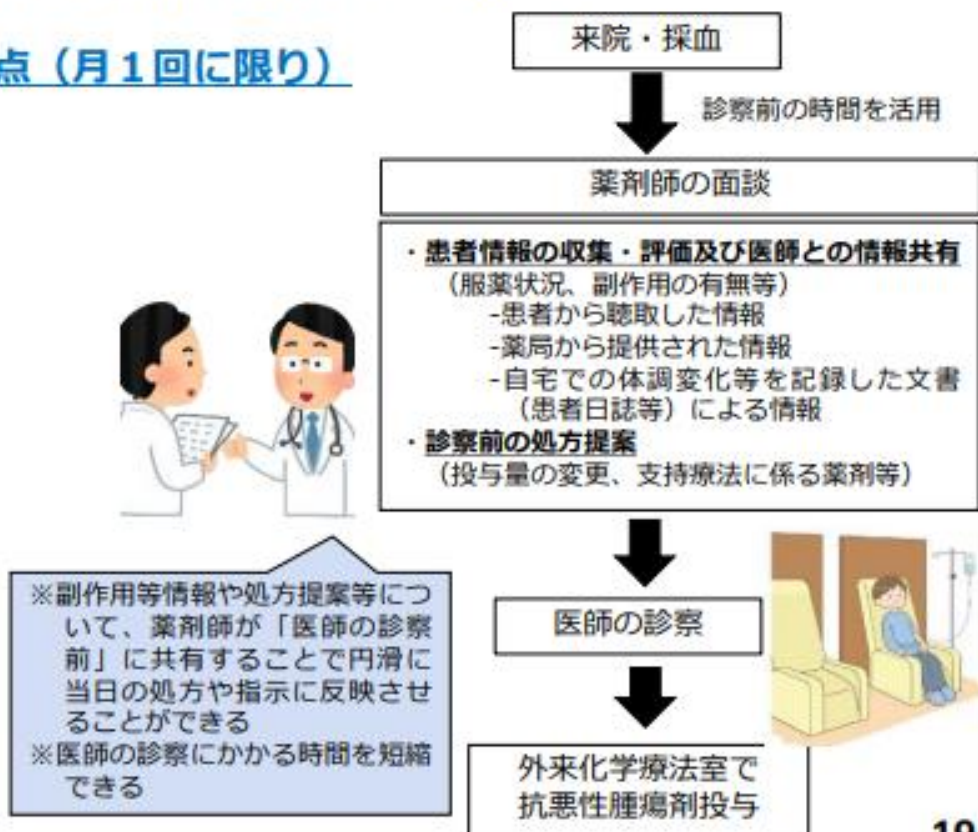 点（月１回に限り）
来院・採血
診察前の時間を活用
薬剤師の面談
・患者情報の収集・評価及び医師との情報共有
（服薬状況、副作用の有無等）
-患者から聴取した情報
-薬局から提供された情報
-自宅での体調変化等を記録した文書
（患者日誌等）による情報
・診察前の処方提案
（投与量の変更、支持療法に係る薬剤等）
※副作用等情報や処方提案等につ
いて、薬剤師が「医師の診察
前」に共有することで円滑に
当日の処方や指示に反映させ
ることができる
※医師の診察にかかる時間を短縮
できる
医師の診察
外来化学療法室で
抗悪性腫瘍剤投与